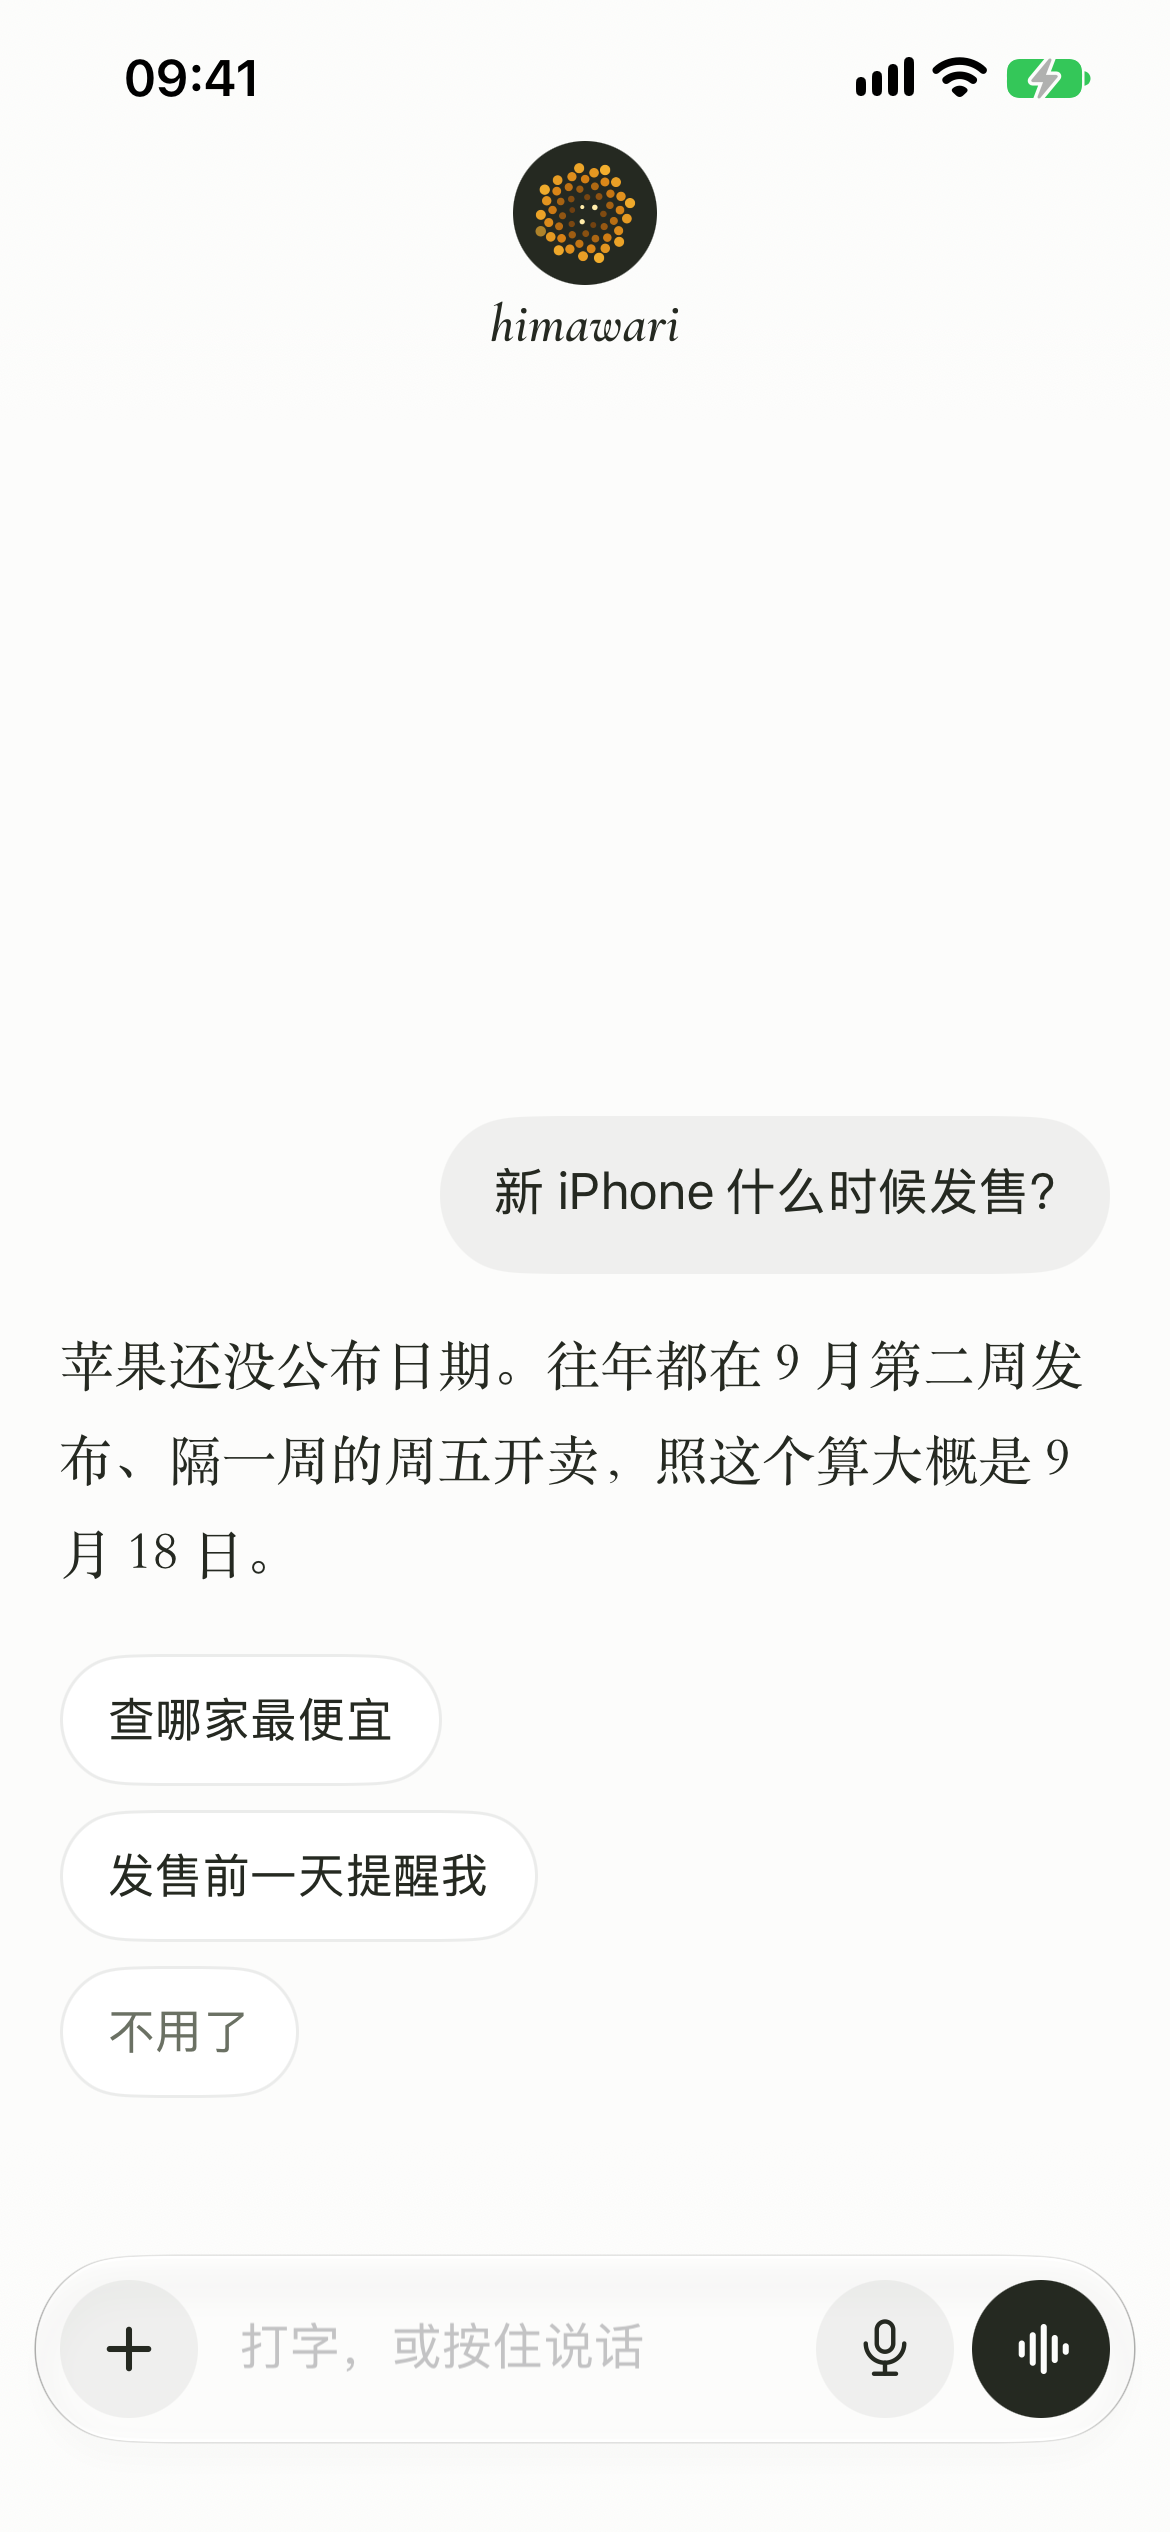 09:41
himawari
新 iPhone 什么时候发售?
苹果还没公布日期。往年都在 9 月第二周发
布、隔一周的周五开卖，照这个算大概是 9
月 18 日。
查哪家最便宜
发售前一天提醒我
不用了
打字，或按住说话